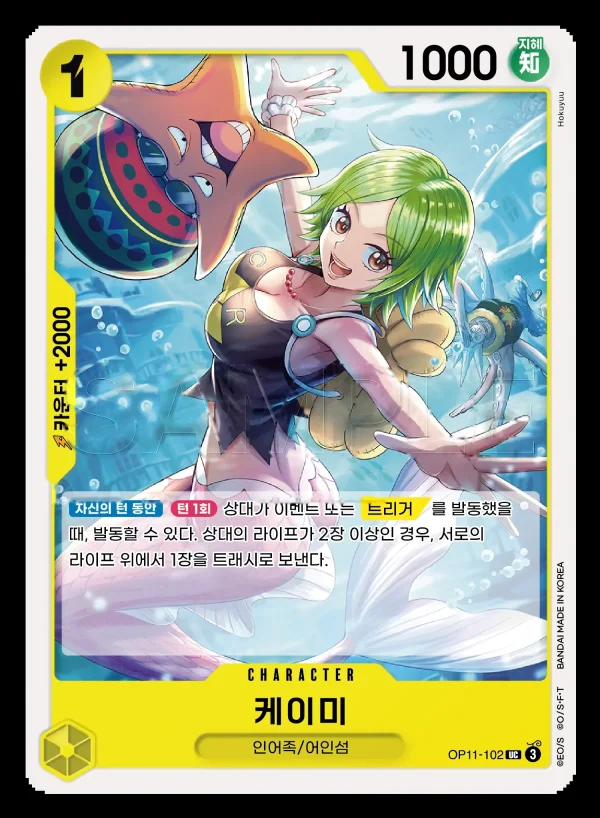 1
1000
지혜
知
Hokuyuu
C
R
카운터 +2000
SAMPLE
자신의 턴 동안 턴 1회 상대가 이벤트 또는 트리거 를 발동했을
때, 발동할 수 있다. 상대의 라이프가 2장 이상인 경우, 서로의
라이프 위에서 1장을 트래시로 보낸다.
CHARACTER
케이미
인어족/어인섬
OP11-102 UC 3
©EO/S ©O/S·F·T BANDAI MADE IN KOREA